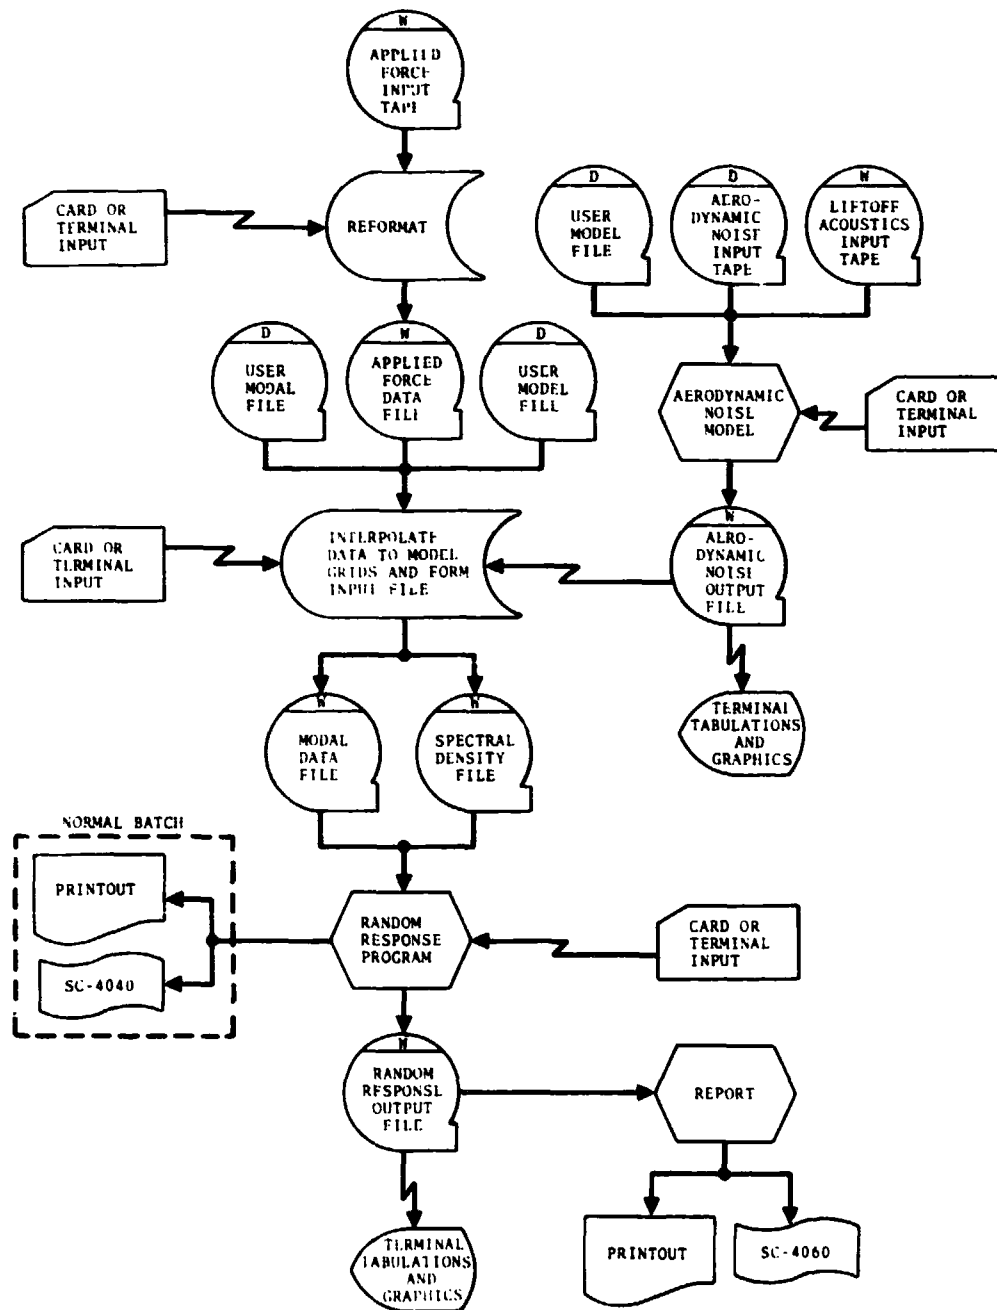 W
APPLIED
FORCE
INPUT
TAPE
CARD OR
TERMINAL
INPUT
REFORMAT
D
USER
MODEL
FILE
D
AERO-
DYNAMIC
NOISE
INPUT
TAPE
W
LIFTOFF
ACOUSTICS
INPUT
TAPE
D
USER
MODAL
FILE
W
APPLIED
FORCE
DATA
FILE
D
USER
MODEL
FILE
AERODYNAMIC
NOISE
MODEL
CARD OR
TERMINAL
INPUT
CARD OR
TERMINAL
INPUT
INTERPOLATE
DATA TO MODEL
GRIDS AND FORM
INPUT FILE
W
AERO-
DYNAMIC
NOISE
OUTPUT
FILE
W
MODAL
DATA
FILE
W
SPECTRAL
DENSITY
FILE
TERMINAL
TABULATIONS
AND
GRAPHICS
NORMAL BATCH
PRINTOUT
SC-4040
RANDOM
RESPONSE
PROGRAM
CARD OR
TERMINAL
INPUT
W
RANDOM
RESPONSE
OUTPUT
FILE
REPORT
TERMINAL
TABULATIONS
AND
GRAPHICS
PRINTOUT
SC-4060